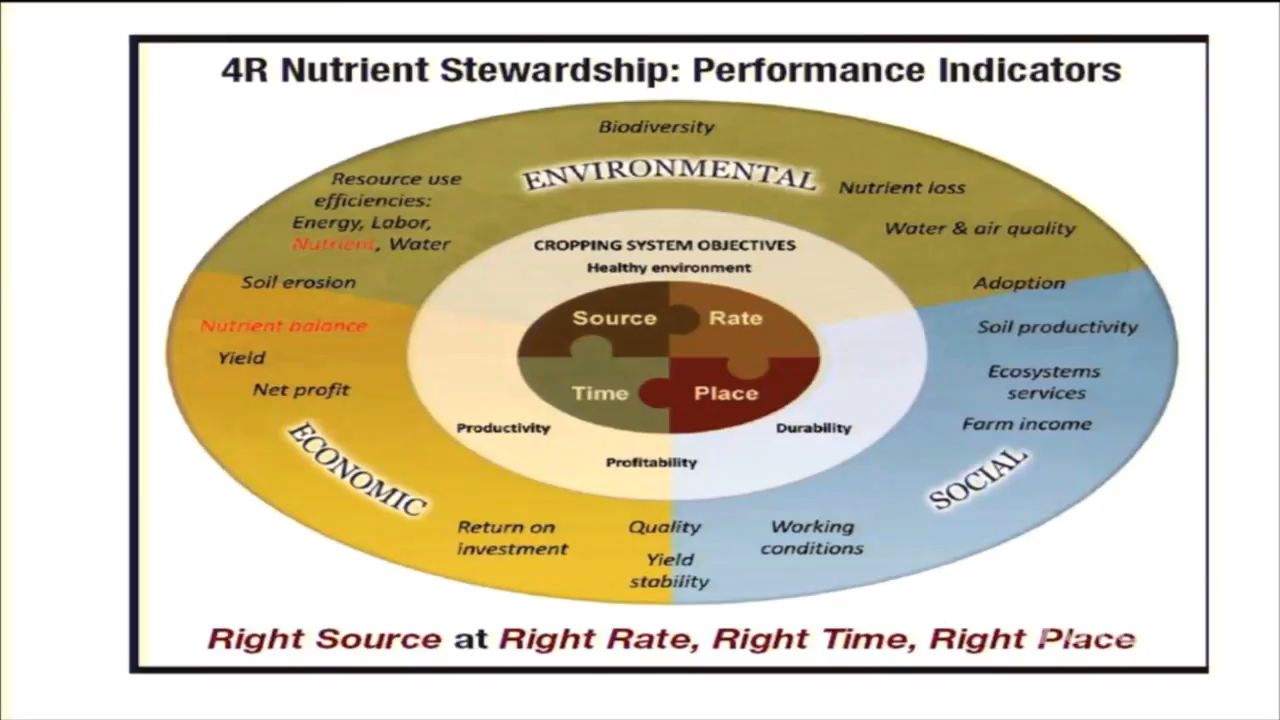 4R Nutrient Stewardship: Performance Indicators
Biodiversity
ENVIRONMENTAL
Resource use
efficiencies:
Energy, Labor,
Nutrient, Water
Nutrient loss
Water & air quality
Soil erosion
Adoption
CROPPING SYSTEM OBJECTIVES
Healthy environment
Source
Rate
Time
Place
Productivity
Durability
Profitability
Nutrient balance
Yield
Net profit
ECONOMIC
Return on
investment
Quality
Yield
stability
Working
conditions
Soil productivity
Ecosystems
services
Farm income
SOCIAL
Right Source at Right Rate, Right Time, Right Place